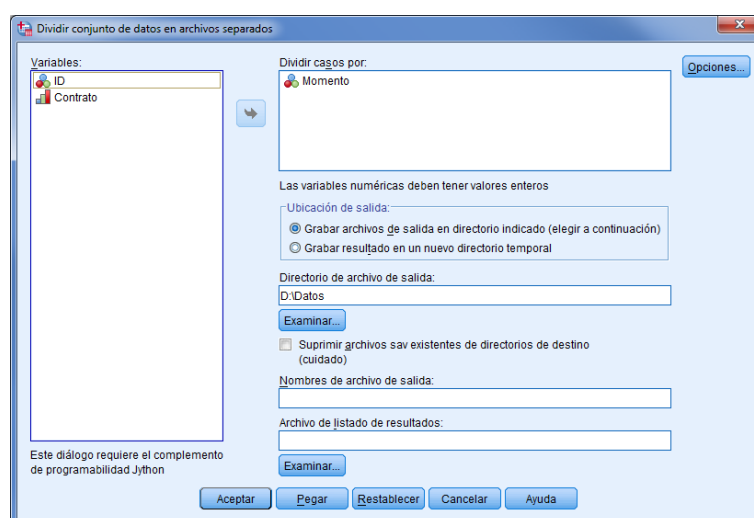 Dividir conjunto de datos en archivos separados
Variables:
ID
Contrato
Este diálogo requiere el complemento
de programabilidad Jython
Dividir casos por:
Momento
Las variables numéricas deben tener valores enteros
Ubicación de salida:
Grabar archivos de salida en directorio indicado (elegir a continuación)
Grabar resultado en un nuevo directorio temporal
Directorio de archivo de salida:
D:\Datos
Examinar...
Suprimir archivos sav existentes de directorios de destino
(cuidado)
Nombres de archivo de salida:
Archivo de listado de resultados:
Examinar...
Opciones...
Aceptar Pegar Restablecer Cancelar Ayuda